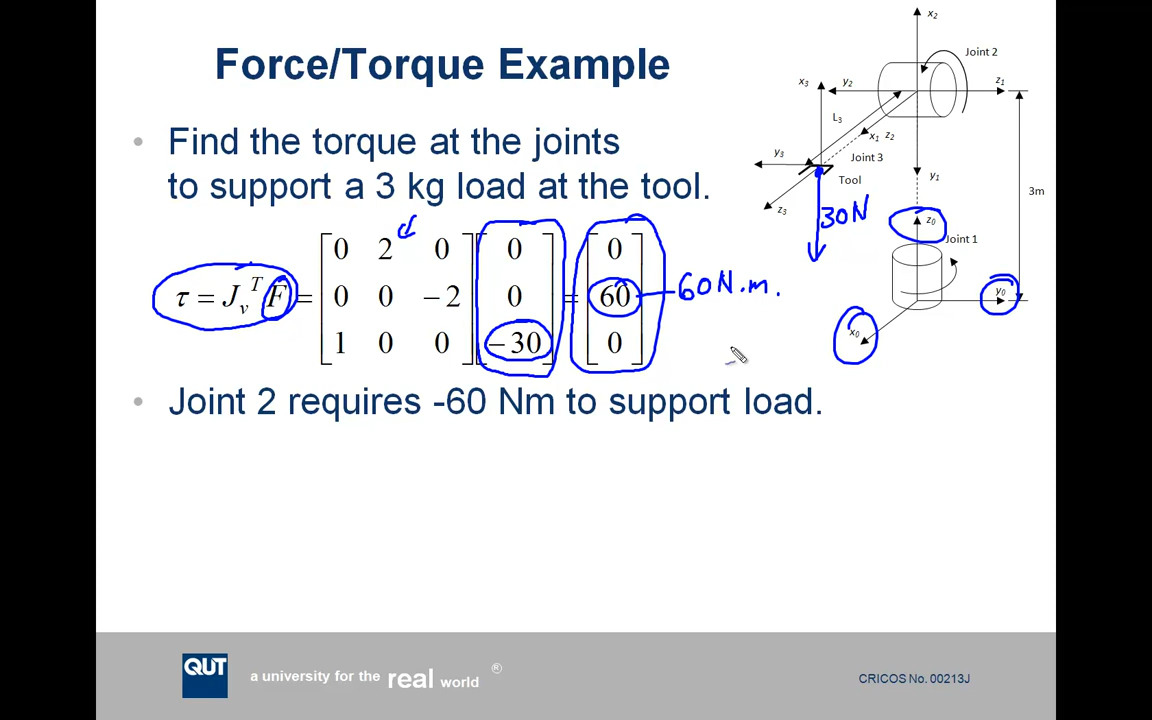 Force/Torque Example
• Find the torque at the joints
to support a 3 kg load at the tool.
τ = J_v^T F = [0 2 0; 0 0 −2; 1 0 0] [0; 0; −30] = [0; 60; 0] 60N.m.
• Joint 2 requires -60 Nm to support load.
x2
Joint 2
x3
y2
z1
L3
x1 z2
y3
Joint 3
Tool
y1
3m
z3
30N
z0
Joint 1
y0
x0
QUT
a university for the real world ®
CRICOS No. 00213J